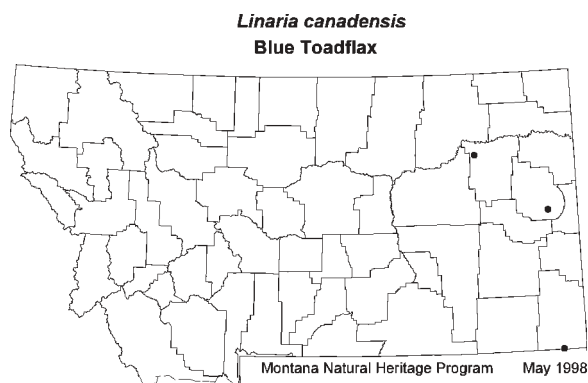 Linaria canadensis
Blue Toadflax
Montana Natural Heritage Program May 1998